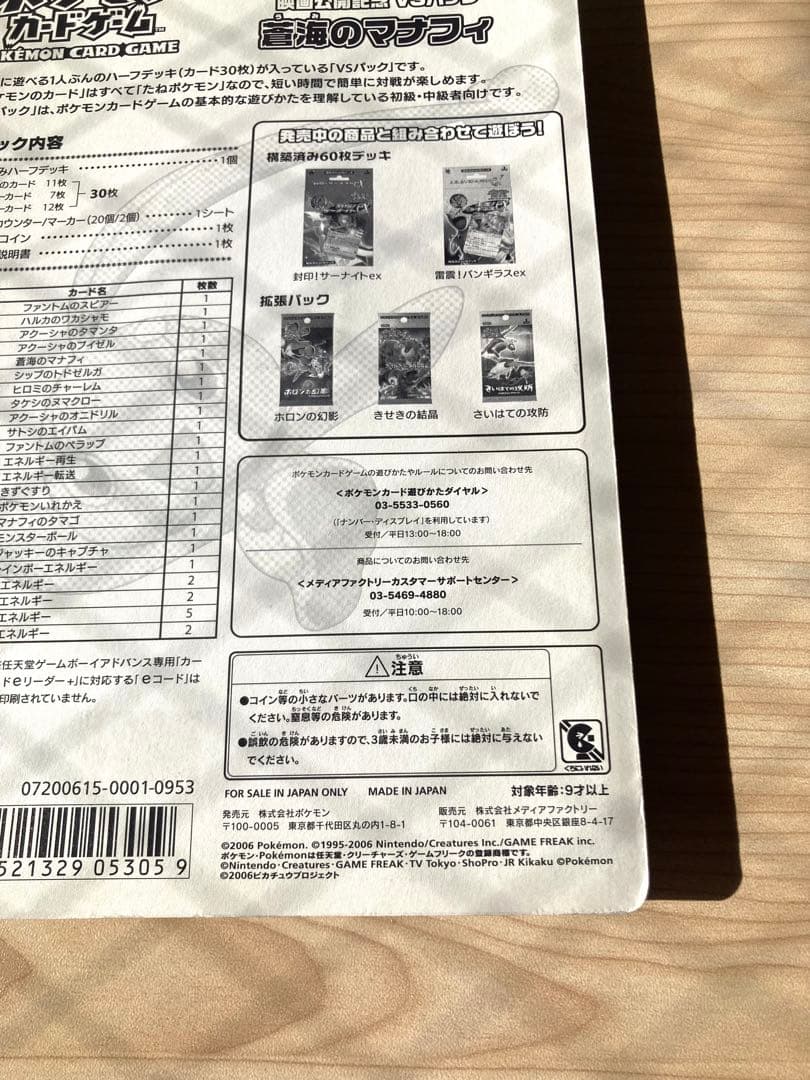 カードゲーム
POKÉMON CARD GAME
映画公開記念 VSパック
蒼海のマナフィ
に遊べる1人ぶんのハーフデッキ(カード30枚)が入っている「VSパック」です。
ケモンのカード」はすべて「たねポケモン」なので、短い時間で簡単に対戦が楽しめます。
パック」は、ポケモンカードゲームの基本的な遊びかたを理解している初級・中級者向けです。
ック内容
みハーフデッキ 1個
のカード 11枚
ーカード 7枚
ーカード 12枚
30枚
カウンター/マーカー(20個/2個) 1シート
コイン 1枚
説明書 1枚
カード名 枚数
ファントムのスピアー 1
ハルカのワカシャモ 1
アクーシャのタマンタ 1
アクーシャのブイゼル 1
蒼海のマナフィ 1
シップのトドゼルガ 1
ヒロミのチャーレム 1
タケシのヌマクロー 1
アクーシャのオニドリル 1
サトシのエイパム 1
ファントムのペラップ 1
エネルギー再生 1
エネルギー転送 1
きずぐすり 1
ポケモンいれかえ 1
マナフィのタマゴ 1
モンスターボール 1
ジャッキーのキャプチャ 1
レインボーエネルギー 1
エネルギー 2
エネルギー 2
エネルギー 5
エネルギー 2
発売中の商品と組み合わせて遊ぼう!
構築済み60枚デッキ
封印!サーナイトex
雷震!バンギラスex
拡張パック
ホロンの幻影
きせきの結晶
さいはての攻防
ポケモンカードゲームの遊びかたやルールについてのお問い合わせ先
<ポケモンカード遊びかたダイヤル>
03-5533-0560
(「ナンバー・ディスプレイ」を利用しています)
受付/平日13:00〜18:00
商品についてのお問い合わせ先
<メディアファクトリーカスタマーサポートセンター>
03-5469-4880
受付/平日10:00〜18:00
任天堂ゲームボーイアドバンス専用「カー
ドeリーダー+」に対応する「eコード」は
印刷されていません。
注意
●コイン等の小さなパーツがあります。口の中には絶対に入れないで
ください。窒息等の危険があります。
●誤飲の危険がありますので、3歳未満のお子様には絶対に与えない
でください。
くちにいれない
07200615-0001-0953
521329 05305 9
FOR SALE IN JAPAN ONLY MADE IN JAPAN 対象年齢:9才以上
発売元 株式会社ポケモン
〒100-0005 東京都千代田区丸の内1-8-1
販売元 株式会社メディアファクトリー
〒104-0061 東京都中央区銀座8-4-17
©2006 Pokémon. ©1995-2006 Nintendo/Creatures Inc./GAME FREAK inc.
ポケモン・Pokémonは任天堂・クリーチャーズ・ゲームフリークの登録商標です。
©Nintendo・Creatures・GAME FREAK・TV Tokyo・ShoPro・JR Kikaku ©Pokémon
©2006ピカチュウプロジェクト